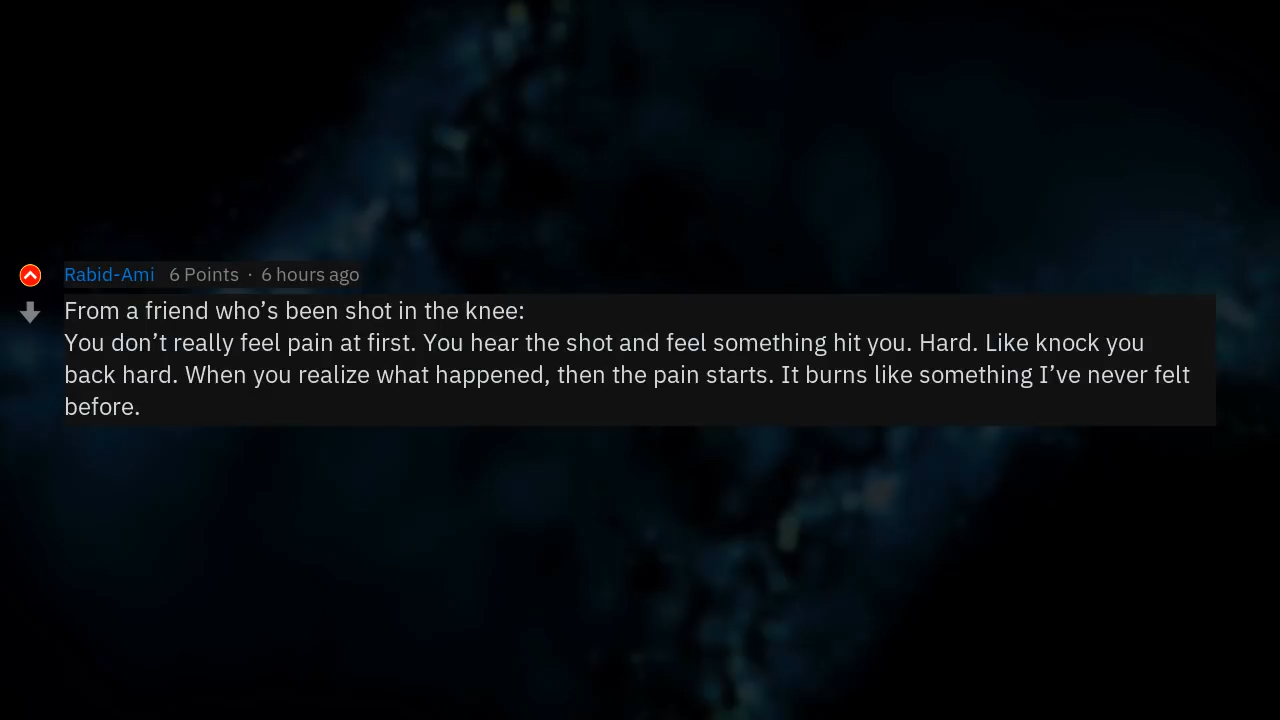 Rabid-Ami 6 Points · 6 hours ago
From a friend who’s been shot in the knee:
You don’t really feel pain at first. You hear the shot and feel something hit you. Hard. Like knock you
back hard. When you realize what happened, then the pain starts. It burns like something I’ve never felt
before.